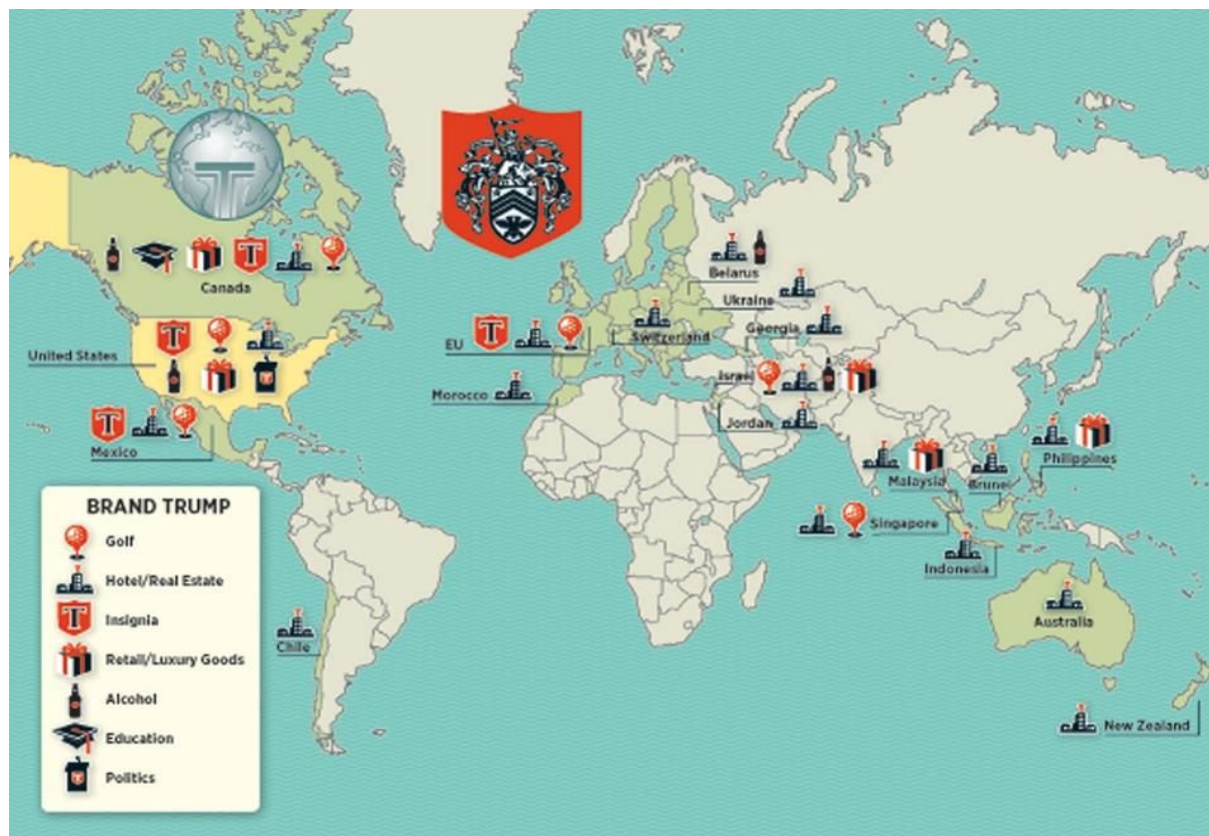 Canada
United States
Mexico
Belarus
Ukraine
Georgia
EU
Switzerland
Israel
Morocco
Jordan
Philippines
Malaysia
Brunei
Singapore
Indonesia
Chile
Australia
New Zealand
BRAND TRUMP
Golf
Hotel/Real Estate
Insignia
Retail/Luxury Goods
Alcohol
Education
Politics
T
T
T
T
T
T